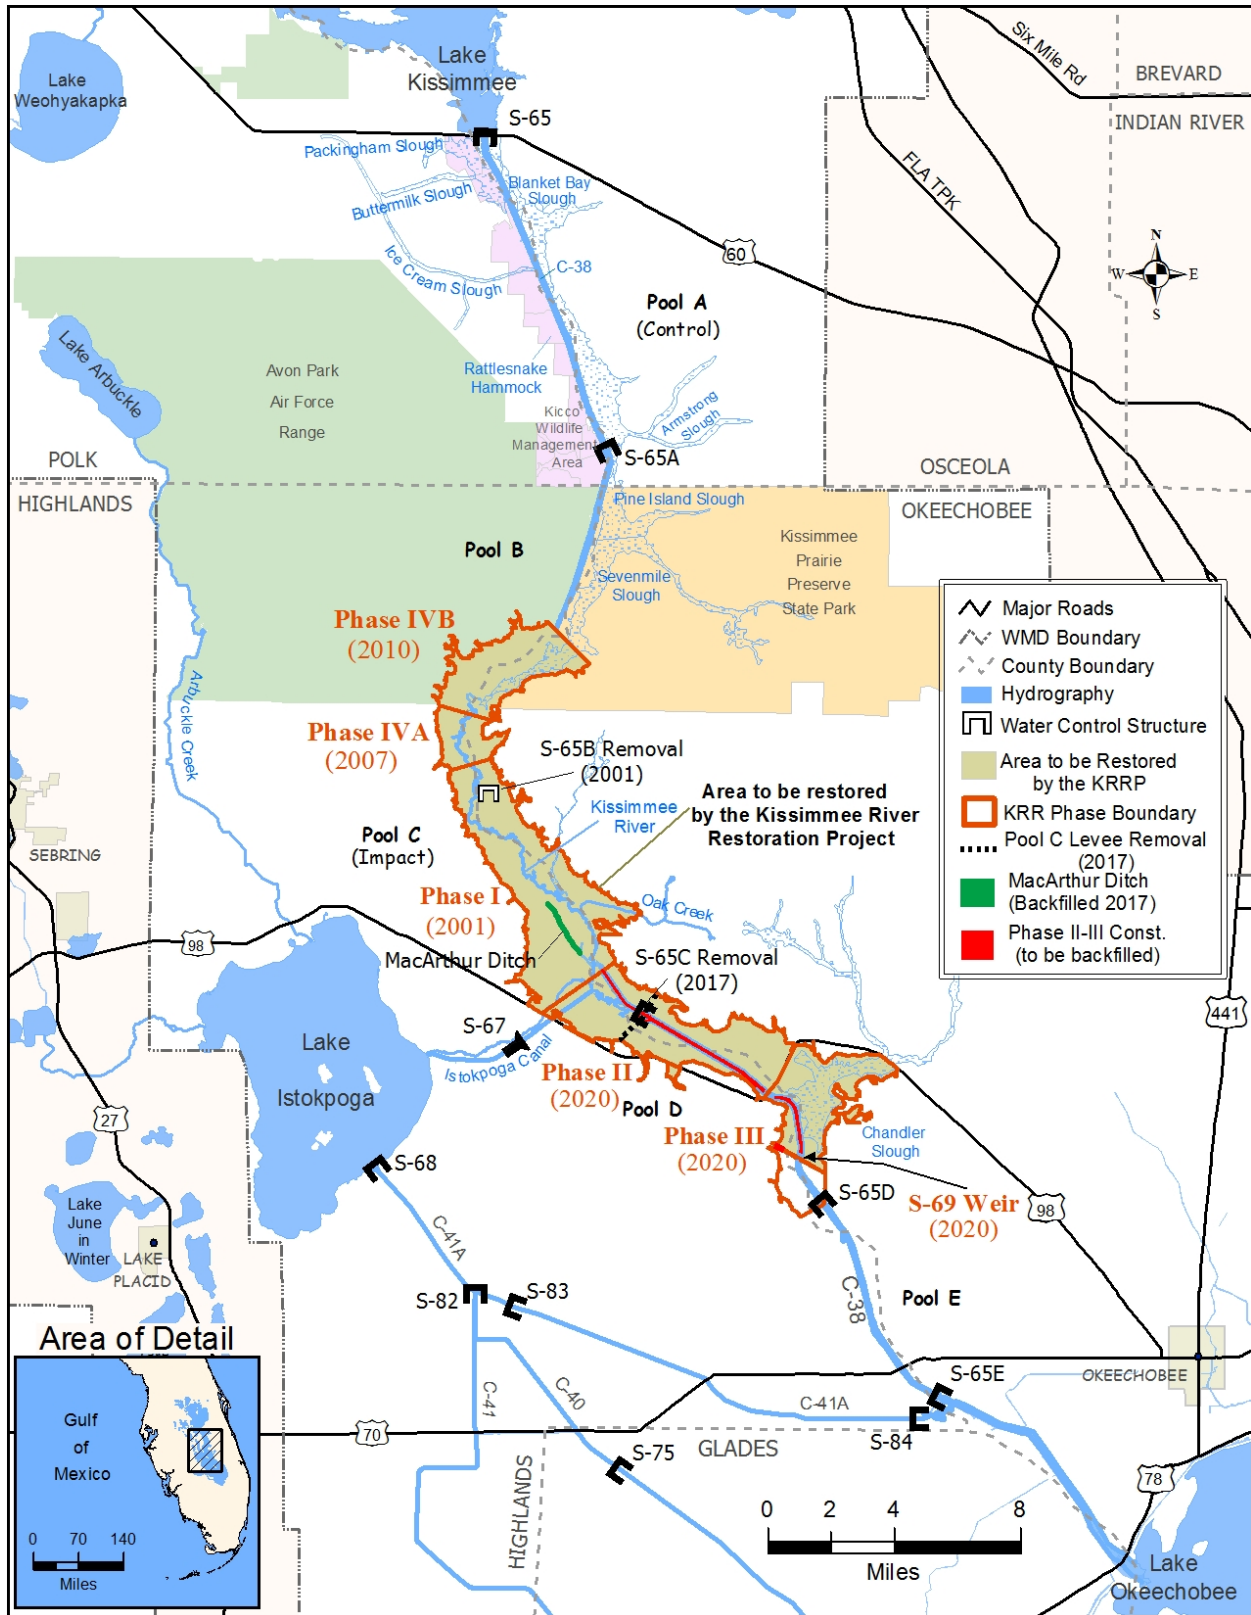 Lake
Kissimmee
Lake
Weohyakapka
Six Mile Rd
BREVARD
INDIAN RIVER
S-65
Packingham Slough
FLA TPK
Blanket Bay
Slough
Buttermilk Slough
60
N
W
E
S
Ice Cream Slough
C-38
Pool A
(Control)
Lake Arbuckle
Rattlesnake
Hammock
Avon Park
Air Force
Range
Armstrong
Slough
Kicco
Wildlife
Management
Area
S-65A
POLK
OSCEOLA
HIGHLANDS
Pine Island Slough
OKEECHOBEE
Pool B
Kissimmee
Prairie
Preserve
State Park
Sevenmile
Slough
Phase IVB
(2010)
Major Roads
WMD Boundary
County Boundary
Hydrography
Water Control Structure
Area to be Restored
by the KRRP
KRR Phase Boundary
Pool C Levee Removal
(2017)
MacArthur Ditch
(Backfilled 2017)
Phase II-III Const.
(to be backfilled)
Arbuckle Creek
Phase IVA
(2007)
S-65B Removal
(2001)
Kissimmee
River
Area to be restored
by the Kissimmee River
Restoration Project
Pool C
(Impact)
SEBRING
Phase I
(2001)
Oak Creek
98
MacArthur Ditch
S-65C Removal
(2017)
441
S-67
Istokpoga Canal
Lake
Istokpoga
Phase II
(2020)
Pool D
27
Phase III
(2020)
Chandler
Slough
S-68
S-65D
S-69 Weir
(2020)
98
Lake
June
in
Winter
LAKE
PLACID
C-41A
S-82
S-83
C-38
Pool E
Area of Detail
S-65E
OKEECHOBEE
C-41
C-40
C-41A
Gulf
of
Mexico
70
S-84
GLADES
S-75
HIGHLANDS
78
0 2 4 8
Miles
0 70 140
Miles
Lake
Okeechobee